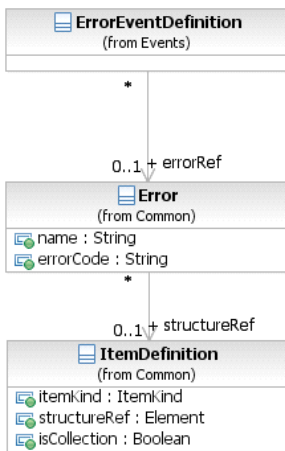 ErrorEventDefinition
(from Events)
*
0..1 + errorRef
Error
(from Common)
name : String
errorCode : String
*
0..1 + structureRef
ItemDefinition
(from Common)
itemKind : ItemKind
structureRef : Element
isCollection : Boolean